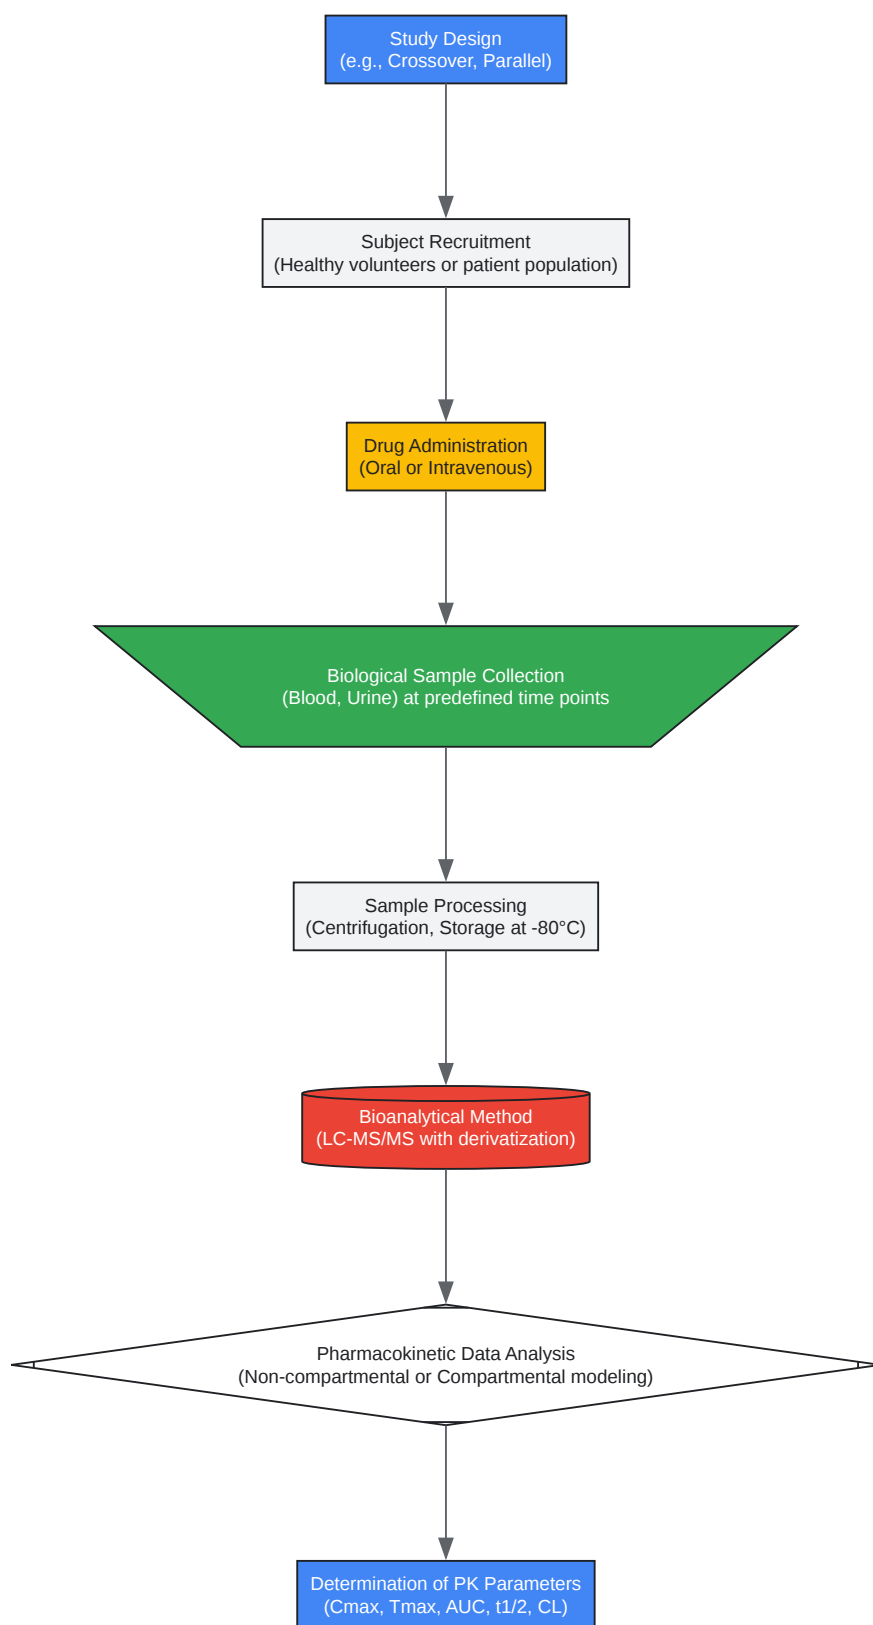 Study Design
(e.g., Crossover, Parallel)
Subject Recruitment
(Healthy volunteers or patient population)
Drug Administration
(Oral or Intravenous)
Biological Sample Collection
(Blood, Urine) at predefined time points
Sample Processing
(Centrifugation, Storage at -80°C)
Bioanalytical Method
(LC-MS/MS with derivatization)
Pharmacokinetic Data Analysis
(Non-compartmental or Compartmental modeling)
Determination of PK Parameters
(Cmax, Tmax, AUC, t1/2, CL)